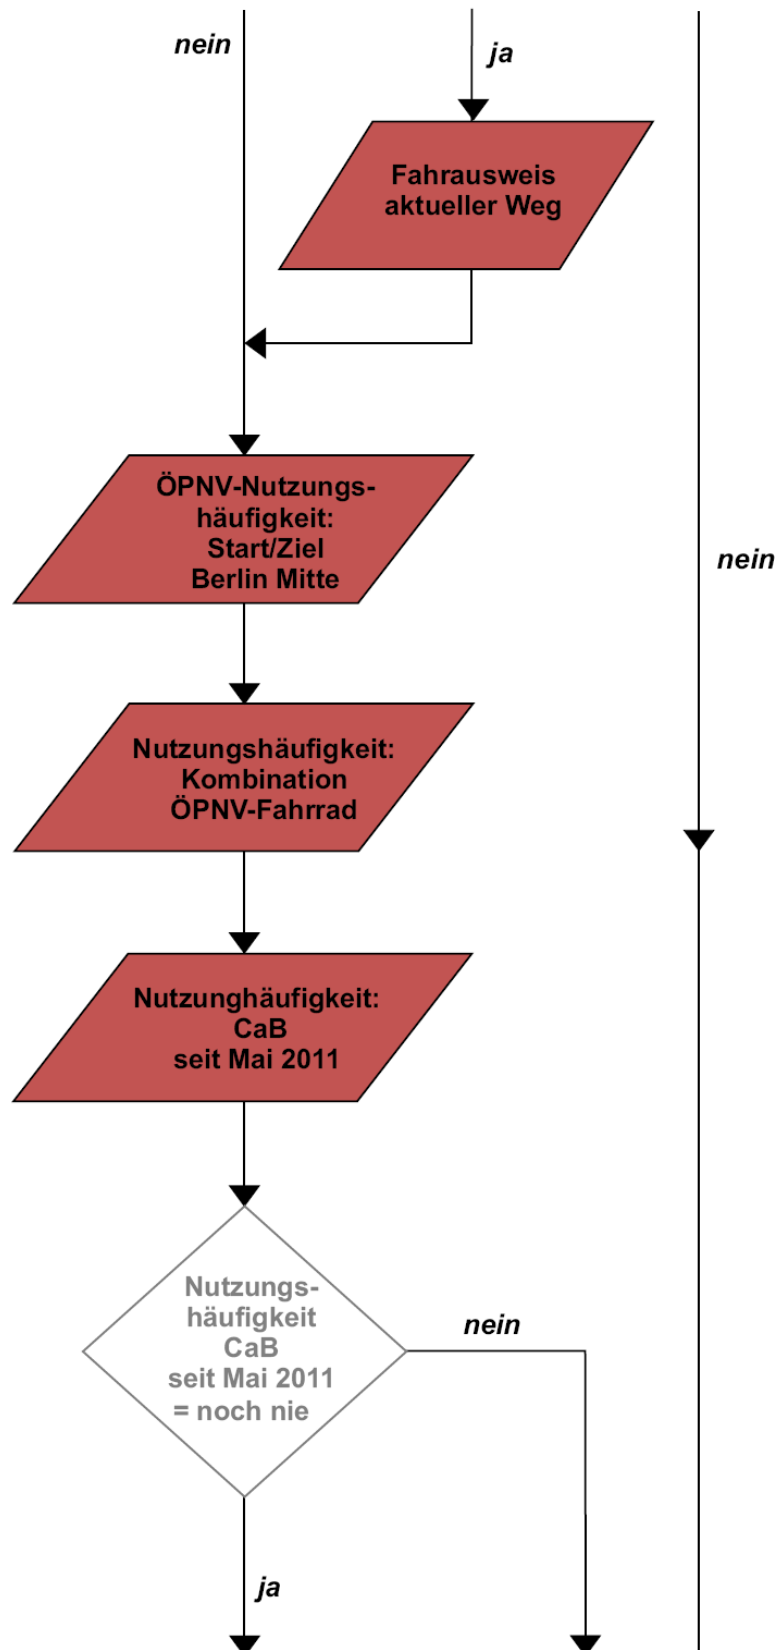 nein
ja
Fahrausweis
aktueller Weg
ÖPNV-Nutzungs-
häufigkeit:
Start/Ziel
Berlin Mitte
nein
Nutzungshäufigkeit:
Kombination
ÖPNV-Fahrrad
Nutzunghäufigkeit:
CaB
seit Mai 2011
Nutzungs-
häufigkeit
CaB
seit Mai 2011
= noch nie
nein
ja